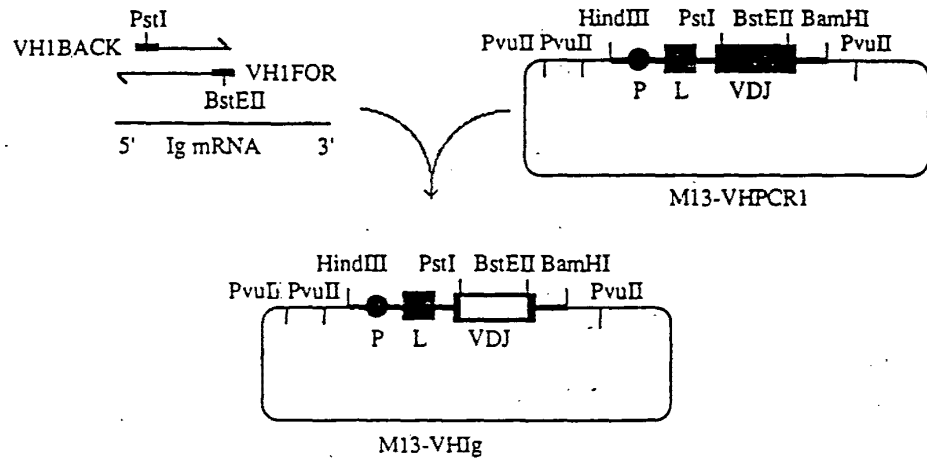 PstI
VH1BACK
VH1FOR
BstEII
5' Ig mRNA 3'
HindIII PstI BstEII BamHI
PvuII PvuII PvuII
P L VDJ
M13-VHPCR1
HindIII PstI BstEII BamHI
PvuII PvuII PvuII
P L VDJ
M13-VHIg